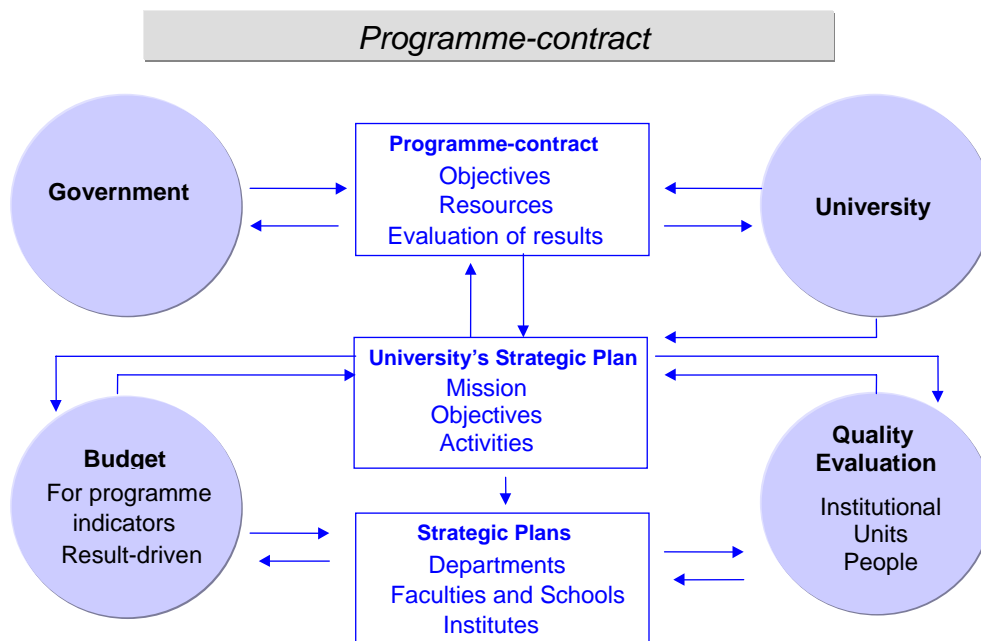 Programme-contract
Government
Programme-contract
Objectives
Resources
Evaluation of results
University
University’s Strategic Plan
Mission
Objectives
Activities
Budget
For programme
indicators
Result-driven
Quality
Evaluation
Institutional
Units
People
Strategic Plans
Departments
Faculties and Schools
Institutes